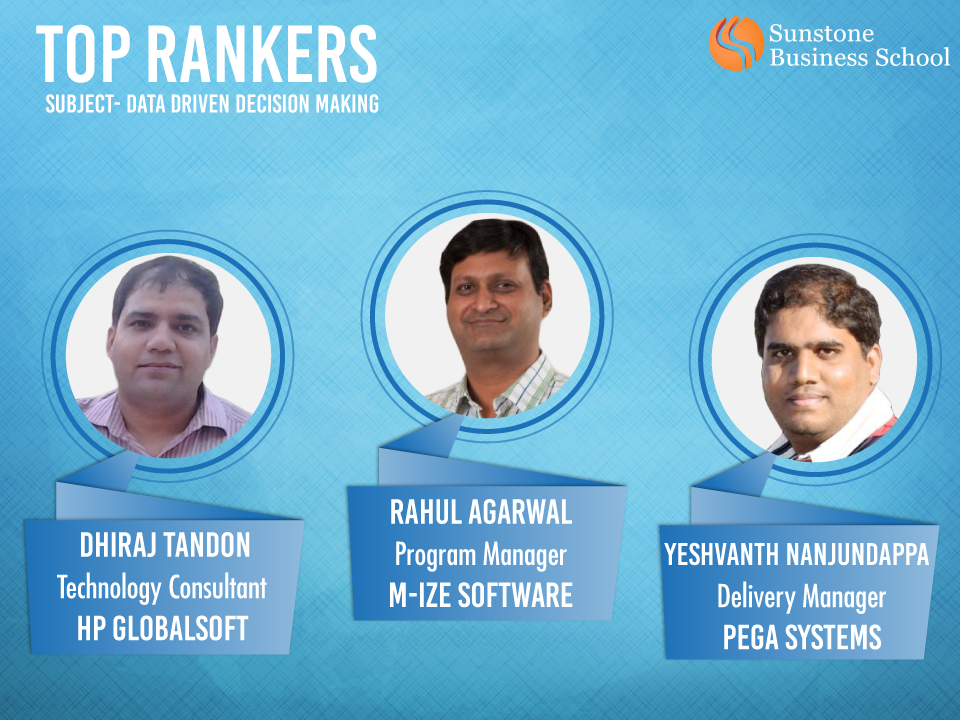 TOP RANKERS
SUBJECT- DATA DRIVEN DECISION MAKING
Sunstone
Business School
DHIRAJ TANDON
Technology Consultant
HP GLOBALSOFT
RAHUL AGARWAL
Program Manager
M-IZE SOFTWARE
YESHVANTH NANJUNDAPPA
Delivery Manager
PEGA SYSTEMS